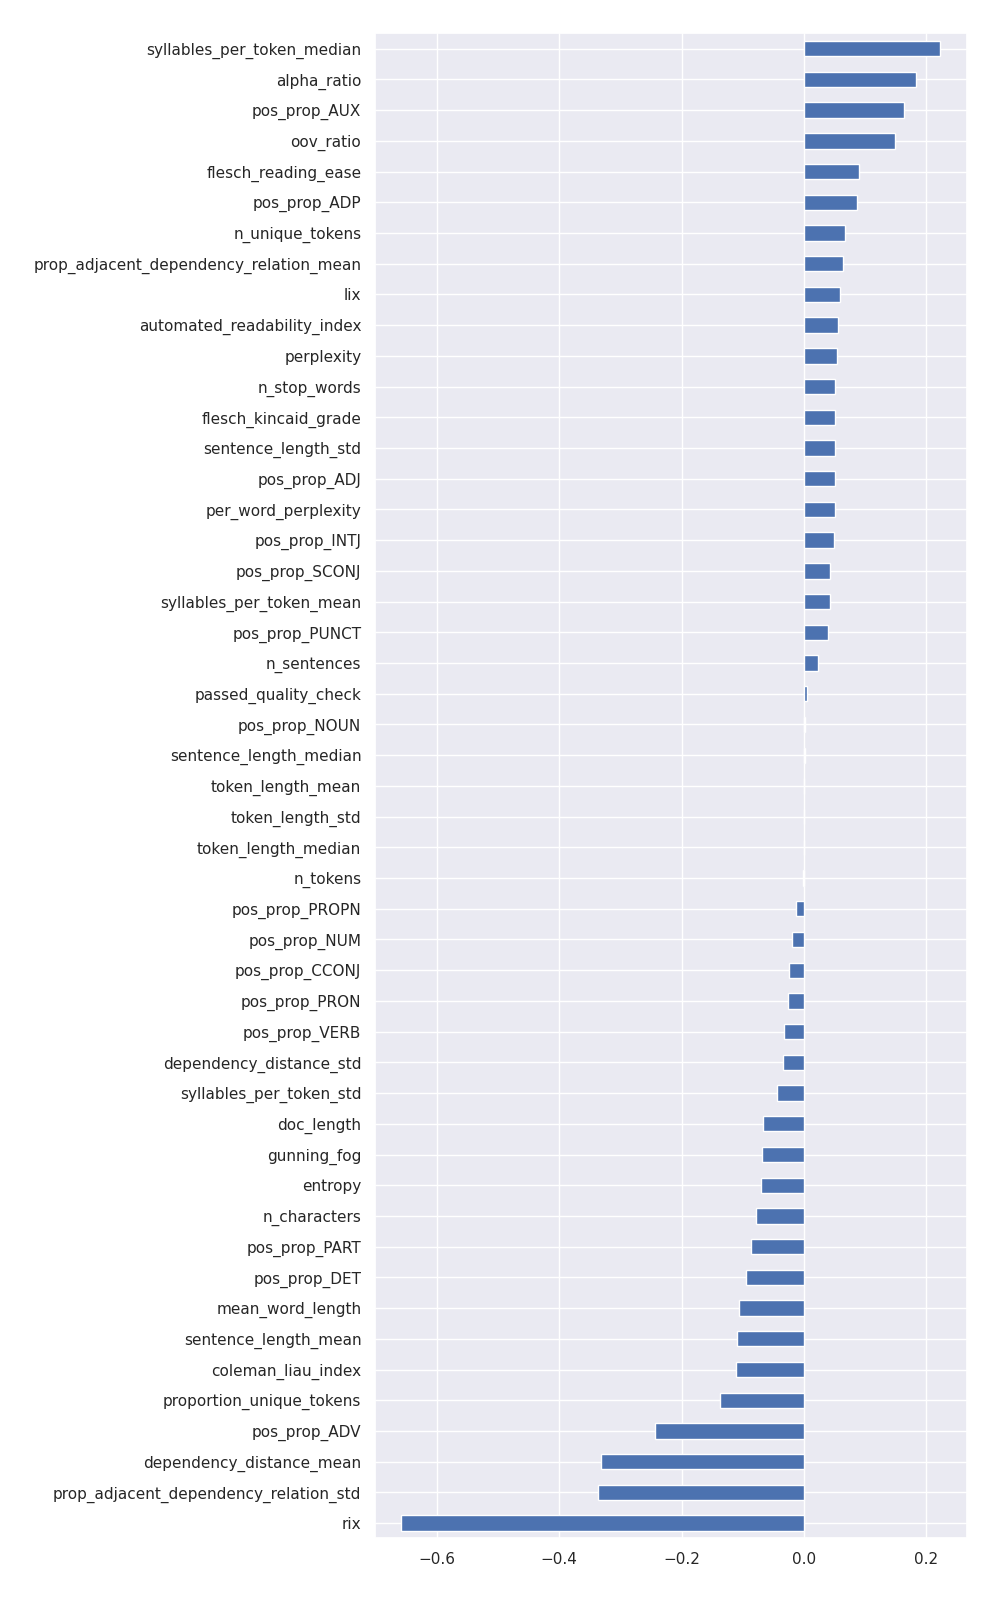 syllables_per_token_median
alpha_ratio
pos_prop_AUX
oov_ratio
flesch_reading_ease
pos_prop_ADP
n_unique_tokens
prop_adjacent_dependency_relation_mean
lix
automated_readability_index
perplexity
n_stop_words
flesch_kincaid_grade
sentence_length_std
pos_prop_ADJ
per_word_perplexity
pos_prop_INTJ
pos_prop_SCONJ
syllables_per_token_mean
pos_prop_PUNCT
n_sentences
passed_quality_check
pos_prop_NOUN
sentence_length_median
token_length_mean
token_length_std
token_length_median
n_tokens
pos_prop_PROPN
pos_prop_NUM
pos_prop_CCONJ
pos_prop_PRON
pos_prop_VERB
dependency_distance_std
syllables_per_token_std
doc_length
gunning_fog
entropy
n_characters
pos_prop_PART
pos_prop_DET
mean_word_length
sentence_length_mean
coleman_liau_index
proportion_unique_tokens
pos_prop_ADV
dependency_distance_mean
prop_adjacent_dependency_relation_std
rix
−0.6 −0.4 −0.2 0.0 0.2